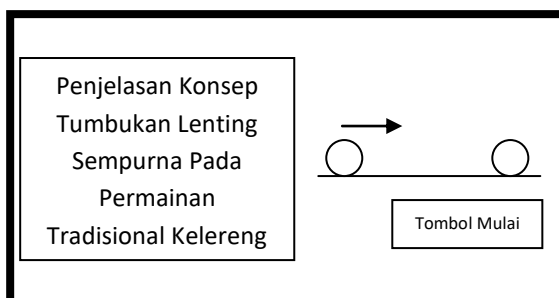 Penjelasan Konsep
Tumbukan Lenting
Sempurna Pada
Permainan
Tradisional Kelereng
Tombol Mulai